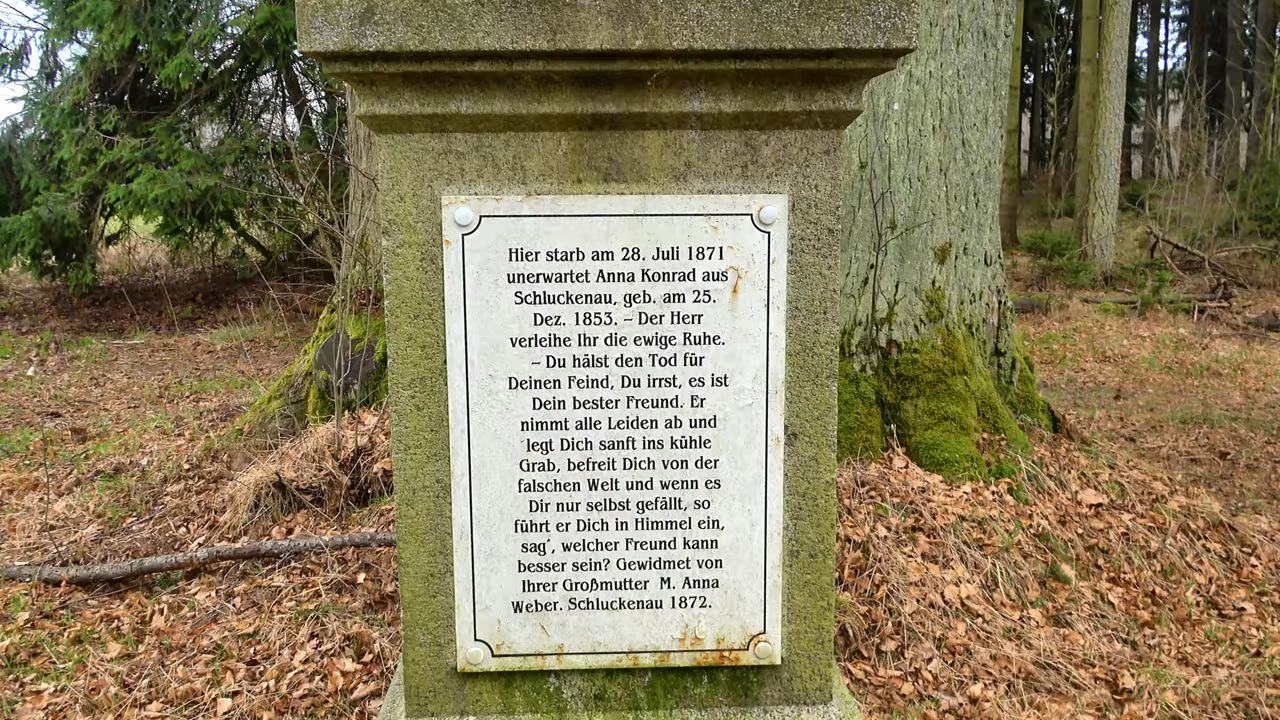 Hier starb am 28. Juli 1871
unerwartet Anna Konrad aus
Schluckenau, geb. am 25.
Dez. 1853. – Der Herr
verleihe Ihr die ewige Ruhe.
– Du hälst den Tod für
Deinen Feind, Du irrst, es ist
Dein bester Freund. Er
nimmt alle Leiden ab und
legt Dich sanft ins kühle
Grab, befreit Dich von der
falschen Welt und wenn es
Dir nur selbst gefällt, so
führt er Dich in Himmel ein,
sag´, welcher Freund kann
besser sein? Gewidmet von
Ihrer Großmutter M. Anna
Weber. Schluckenau 1872.